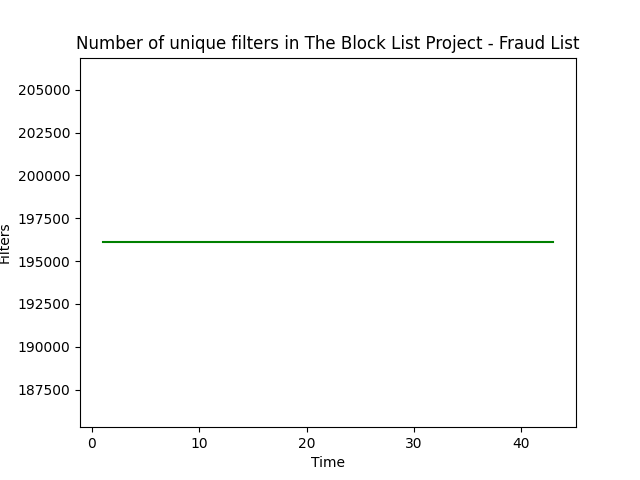 Number of unique filters in The Block List Project - Fraud List
205000
202500
200000
197500
195000
192500
190000
187500
Filters
0 10 20 30 40
Time